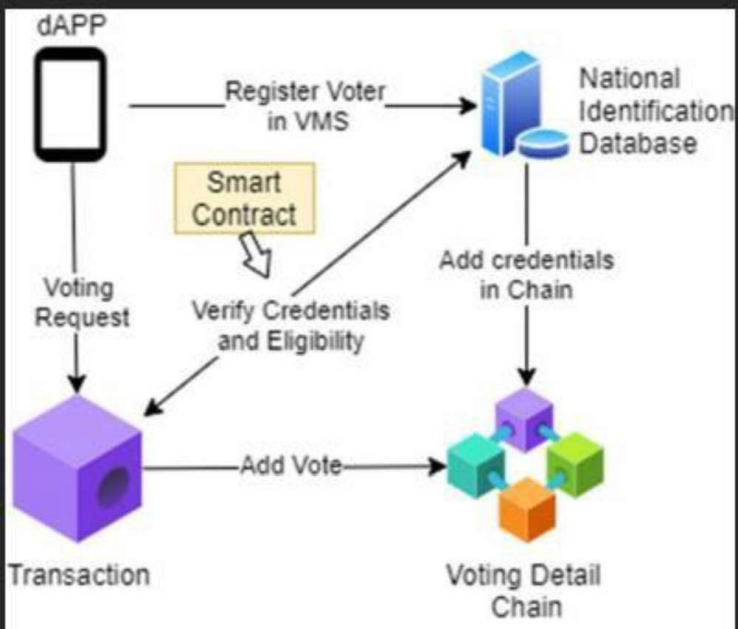 dAPP
Register Voter
in VMS
National
Identification
Database
Smart
Contract
Voting
Request
Verify Credentials
and Eligibility
Add credentials
in Chain
Add Vote
Transaction
Voting Detail
Chain